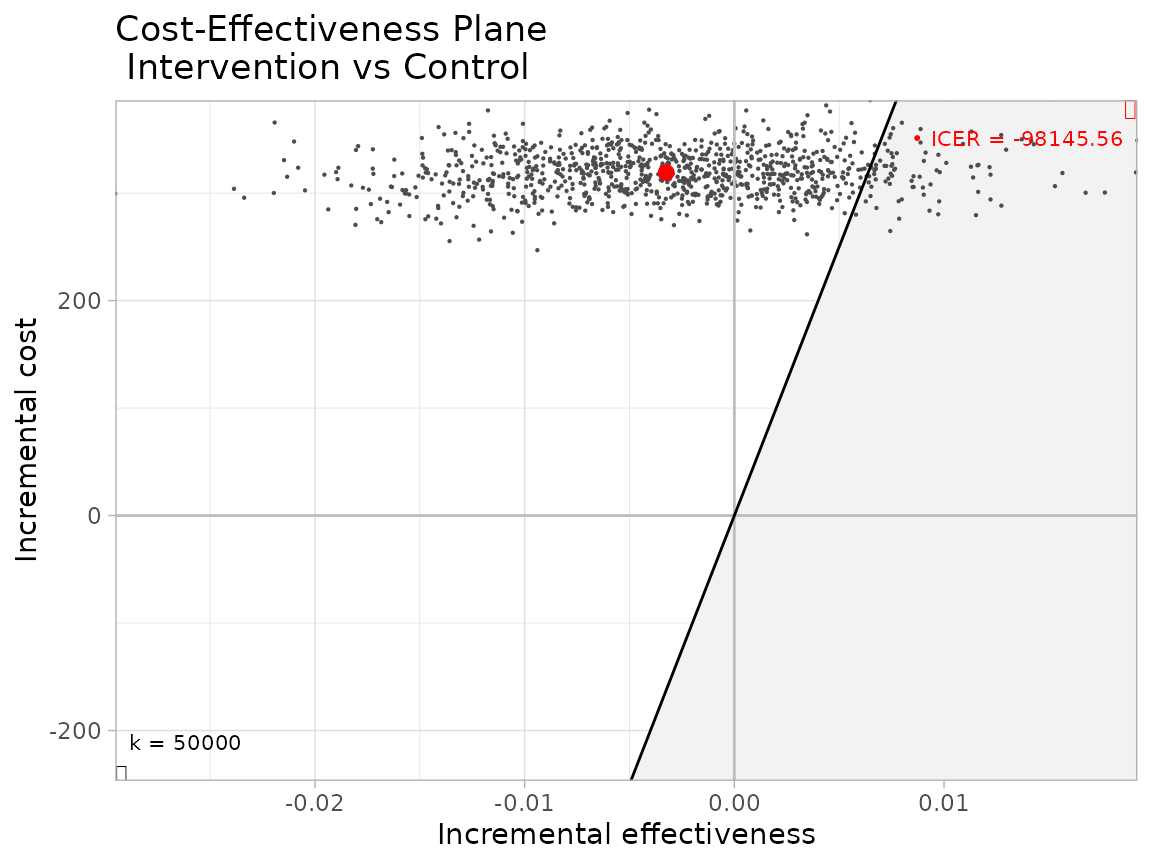 Cost-Effectiveness Plane
Intervention vs Control
• ICER = -98145.56
Incremental cost
200
0
-200
k = 50000
-0.02
-0.01
0.00
0.01
Incremental effectiveness